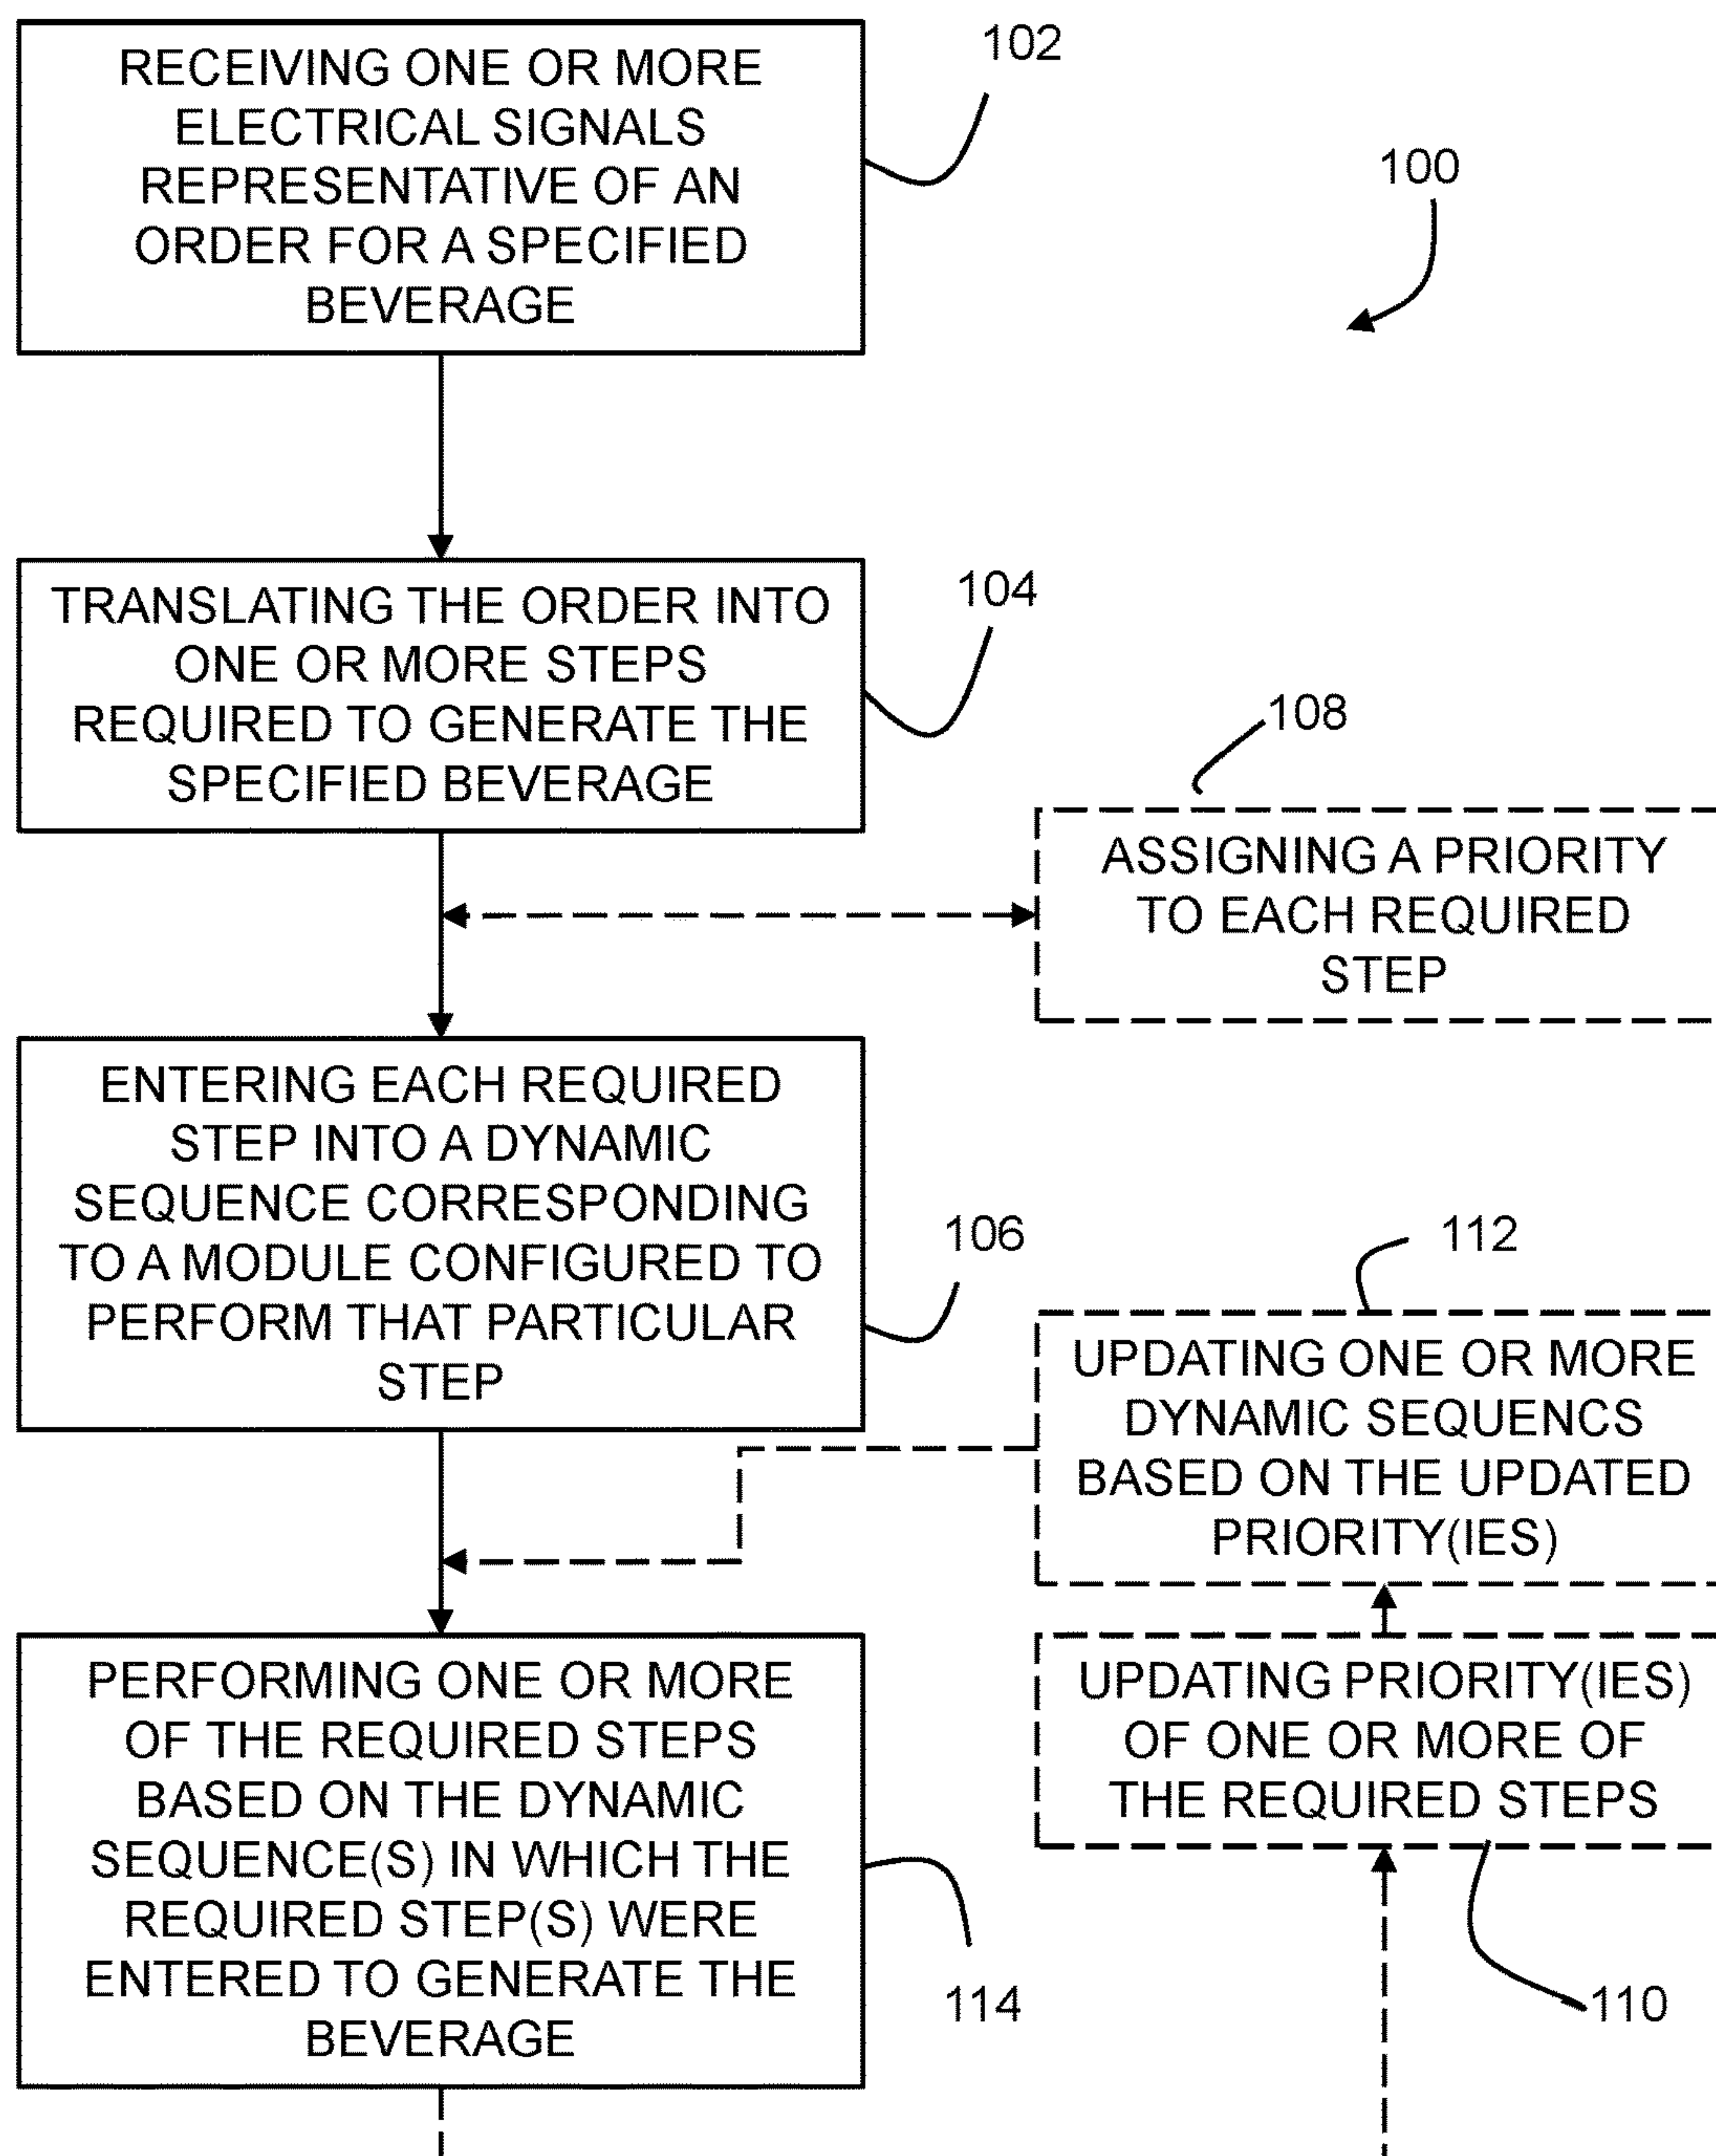 RECEIVING ONE OR MORE
ELECTRICAL SIGNALS
REPRESENTATIVE OF AN
ORDER FOR A SPECIFIED
BEVERAGE
102
100
TRANSLATING THE ORDER INTO
ONE OR MORE STEPS
REQUIRED TO GENERATE THE
SPECIFIED BEVERAGE
104
108
ASSIGNING A PRIORITY
TO EACH REQUIRED
STEP
ENTERING EACH REQUIRED
STEP INTO A DYNAMIC
SEQUENCE CORRESPONDING
TO A MODULE CONFIGURED TO
PERFORM THAT PARTICULAR
STEP
106
112
UPDATING ONE OR MORE
DYNAMIC SEQUENCS
BASED ON THE UPDATED
PRIORITY(IES)
PERFORMING ONE OR MORE
OF THE REQUIRED STEPS
BASED ON THE DYNAMIC
SEQUENCE(S) IN WHICH THE
REQUIRED STEP(S) WERE
ENTERED TO GENERATE THE
BEVERAGE
114
UPDATING PRIORITY(IES)
OF ONE OR MORE OF
THE REQUIRED STEPS
110